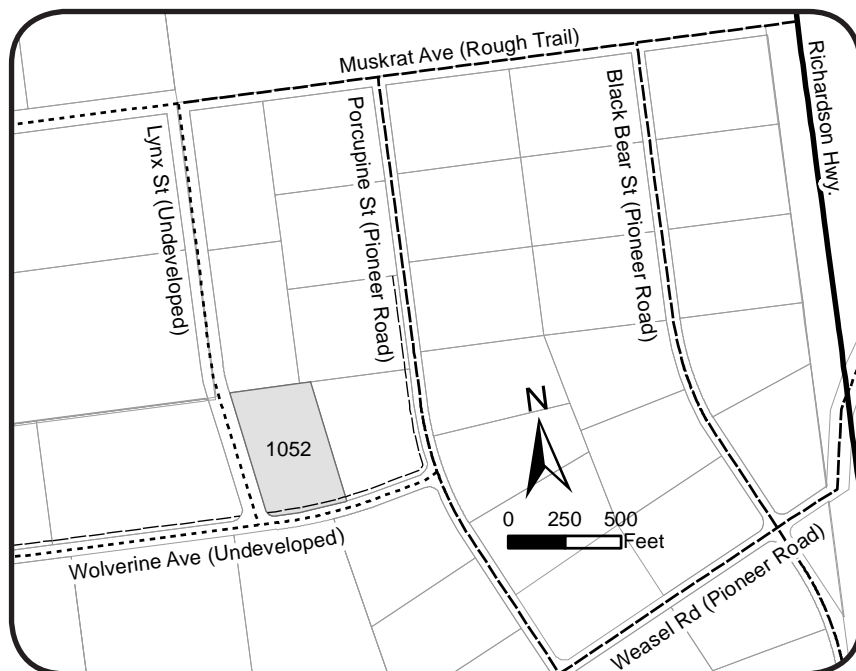 Muskrat Ave (Rough Trail)
Richardson Hwy.
Lynx St (Undeveloped)
Porcupine St (Pioneer Road)
Black Bear St (Pioneer Road)
1052
N
0 250 500
Feet
Wolverine Ave (Undeveloped)
Weasel Rd (Pioneer Road)